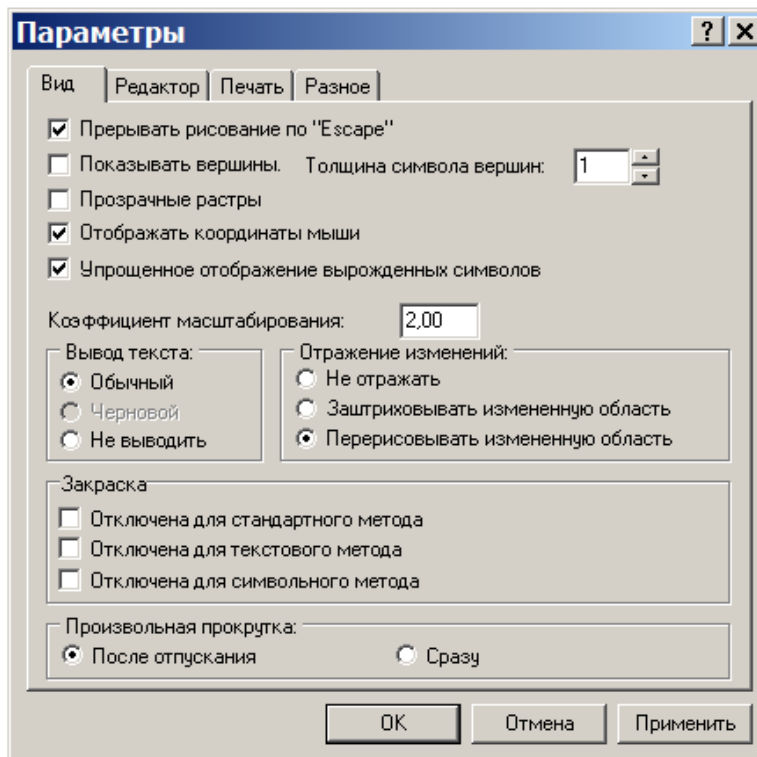 Параметры
Вид Редактор Печать Разное
Прерывать рисование по "Escape"
Показывать вершины. Толщина символа вершин: 1
Прозрачные растры
Отображать координаты мыши
Упрощенное отображение вырожденных символов
Коэффициент масштабирования: 2,00
Вывод текста: Отражение изменений:
Обычный Не отражать
Черновой Заштриховывать измененную область
Не выводить Перерисовывать измененную область
Закраска
Отключена для стандартного метода
Отключена для текстового метода
Отключена для символьного метода
Произвольная прокрутка:
После отпускания Сразу
OK Отмена Применить